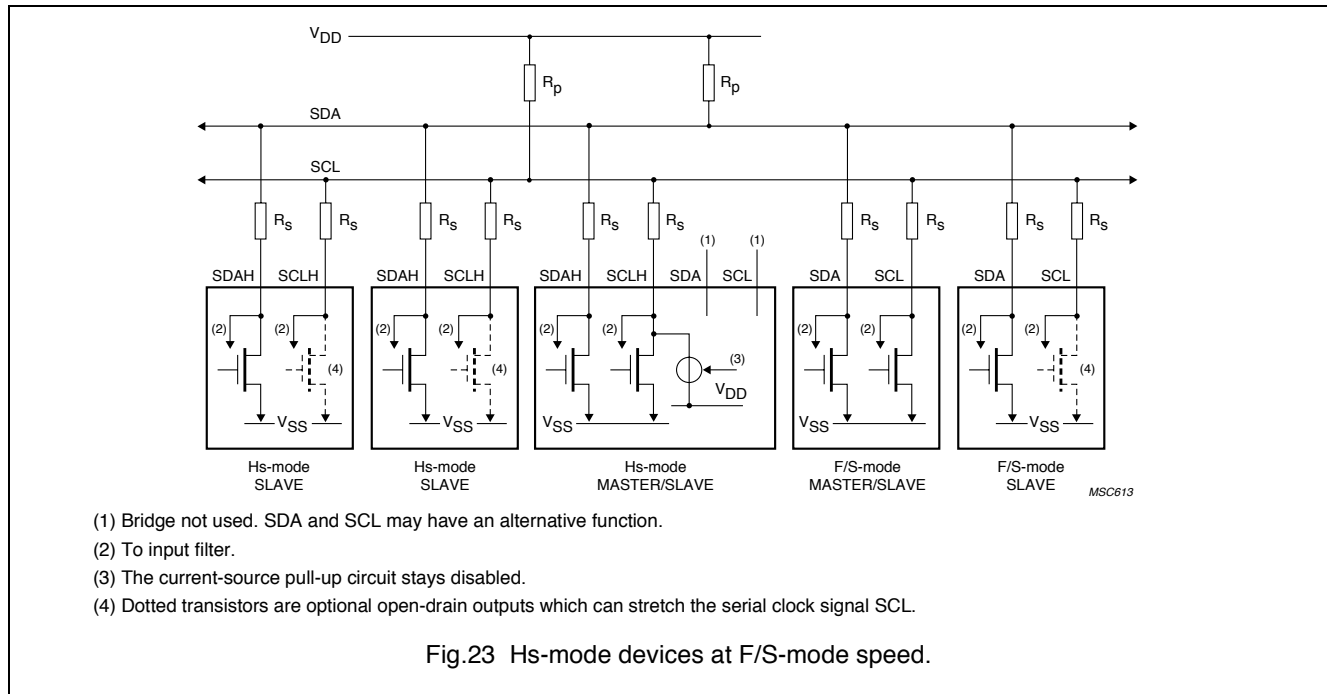 VDD
Rp Rp
SDA
SCL
Rs Rs Rs Rs Rs Rs Rs Rs Rs Rs
(1) (1)
SDAH SCLH SDAH SCLH SDAH SCLH SDA SCL SDA SCL SDA SCL
(2) (2) (2) (2) (2) (2) (2) (2) (2) (2)
(4) (4) (3) (4)
VDD
VSS VSS VSS VSS VSS
Hs-mode Hs-mode Hs-mode F/S-mode F/S-mode
SLAVE SLAVE MASTER/SLAVE MASTER/SLAVE SLAVE
MSC613
(1) Bridge not used. SDA and SCL may have an alternative function.
(2) To input filter.
(3) The current-source pull-up circuit stays disabled.
(4) Dotted transistors are optional open-drain outputs which can stretch the serial clock signal SCL.
Fig.23 Hs-mode devices at F/S-mode speed.